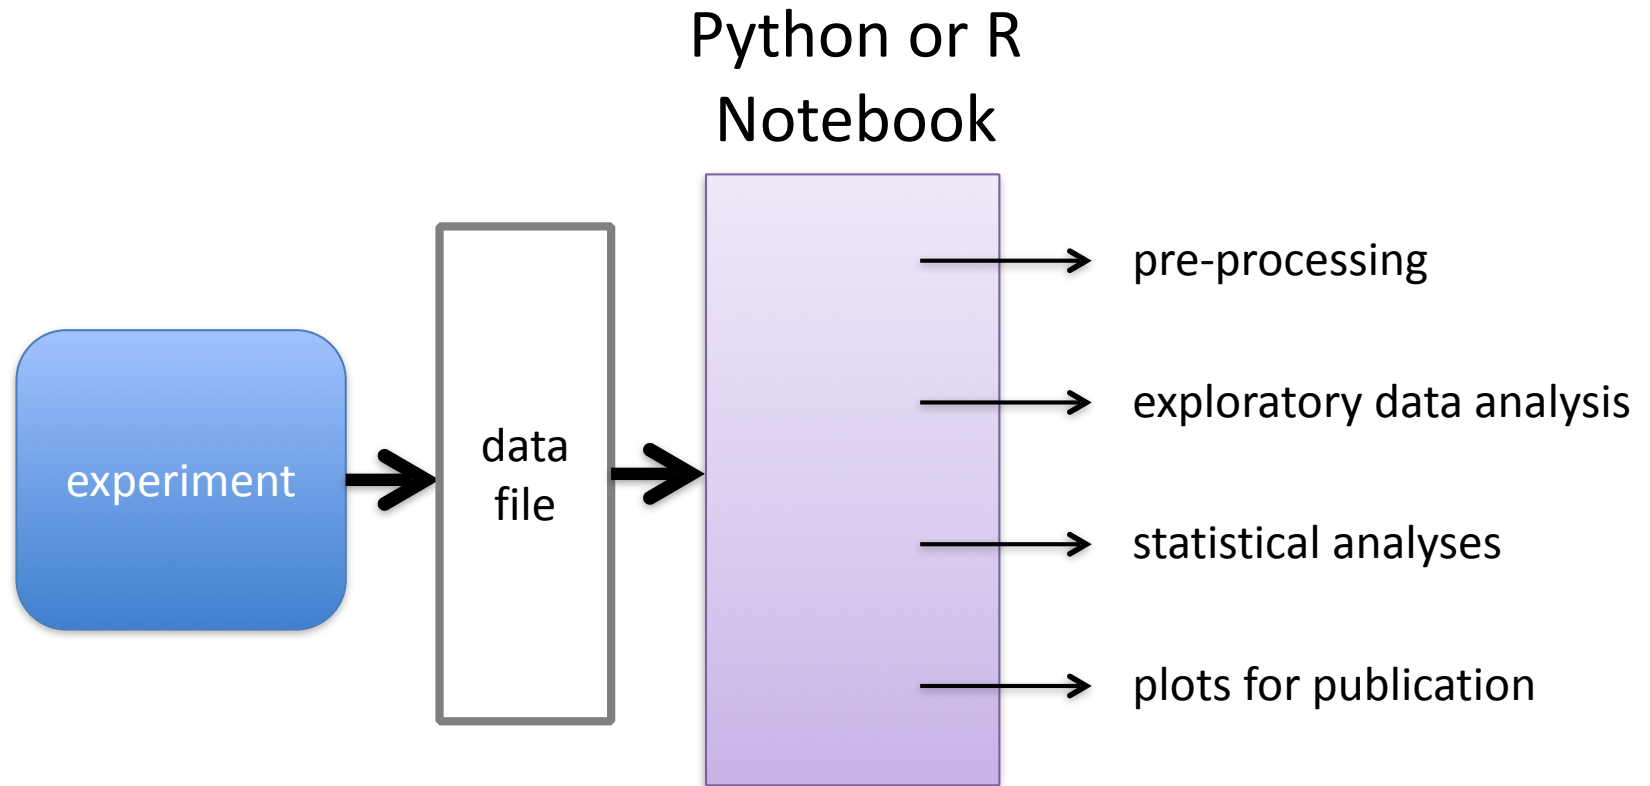 Python or R
Notebook
experiment
data
file
pre-processing
exploratory data analysis
statistical analyses
plots for publication